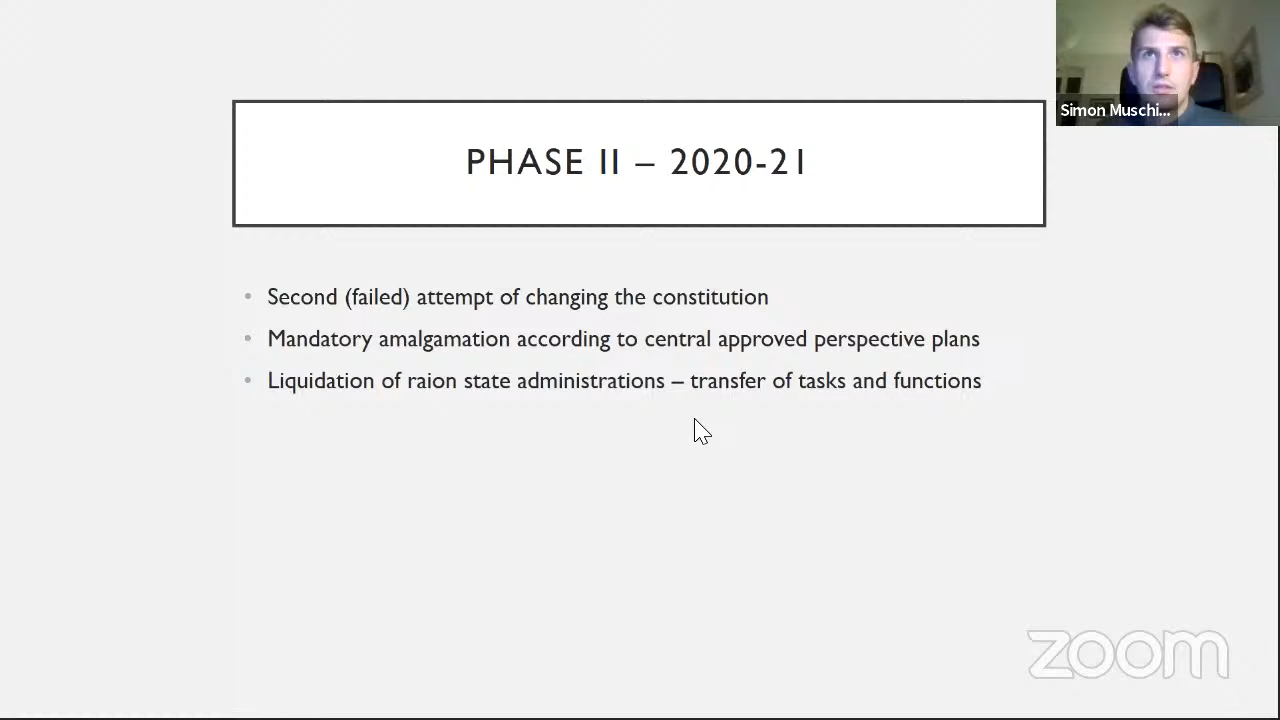 Simon Muschi...
PHASE II – 2020-21
• Second (failed) attempt of changing the constitution
• Mandatory amalgamation according to central approved perspective plans
• Liquidation of raion state administrations – transfer of tasks and functions
zoom